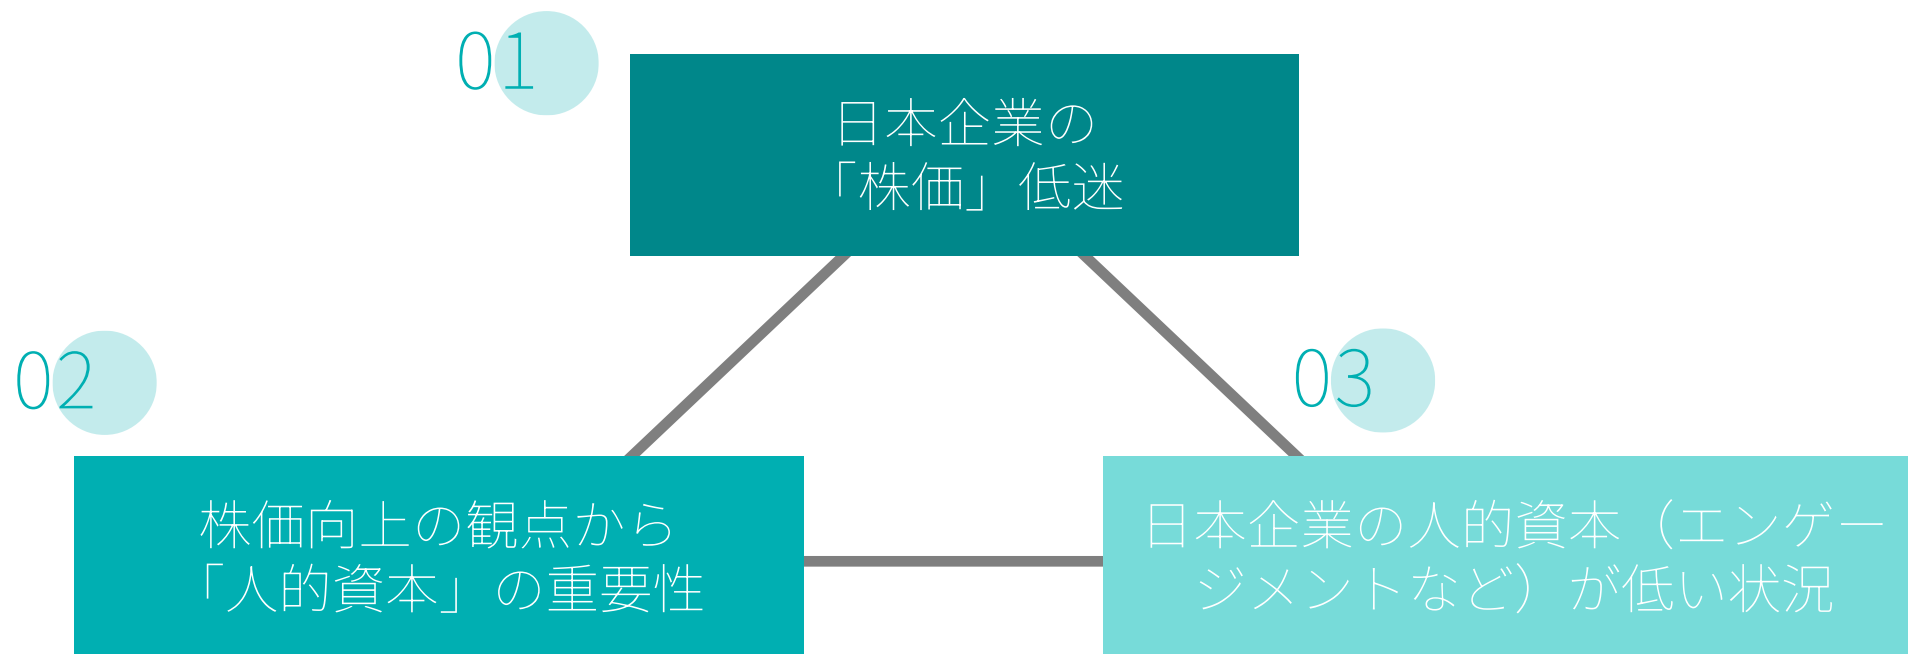 01
日本企業の
「株価」低迷
02
株価向上の観点から
「人的資本」の重要性
03
日本企業の人的資本（エンゲー
ジメントなど）が低い状況